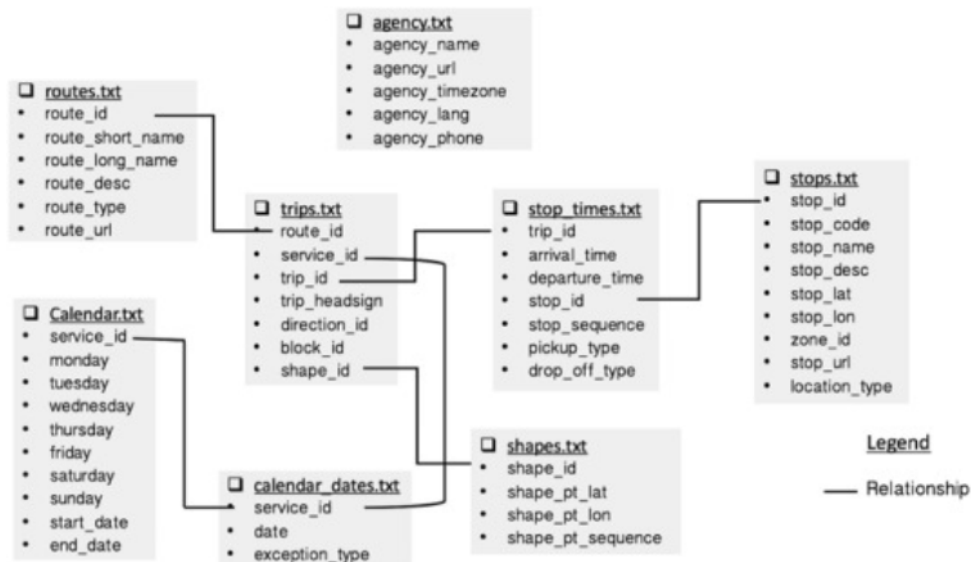 agency.txt
agency_name
agency_url
agency_timezone
agency_lang
agency_phone
routes.txt
route_id
route_short_name
route_long_name
route_desc
route_type
route_url
trips.txt
route_id
service_id
trip_id
trip_headsign
direction_id
block_id
shape_id
stop_times.txt
trip_id
arrival_time
departure_time
stop_id
stop_sequence
pickup_type
drop_off_type
stops.txt
stop_id
stop_code
stop_name
stop_desc
stop_lat
stop_lon
zone_id
stop_url
location_type
Calendar.txt
service_id
monday
tuesday
wednesday
thursday
friday
saturday
sunday
start_date
end_date
calendar_dates.txt
service_id
date
exception_type
shapes.txt
shape_id
shape_pt_lat
shape_pt_lon
shape_pt_sequence
Legend
Relationship